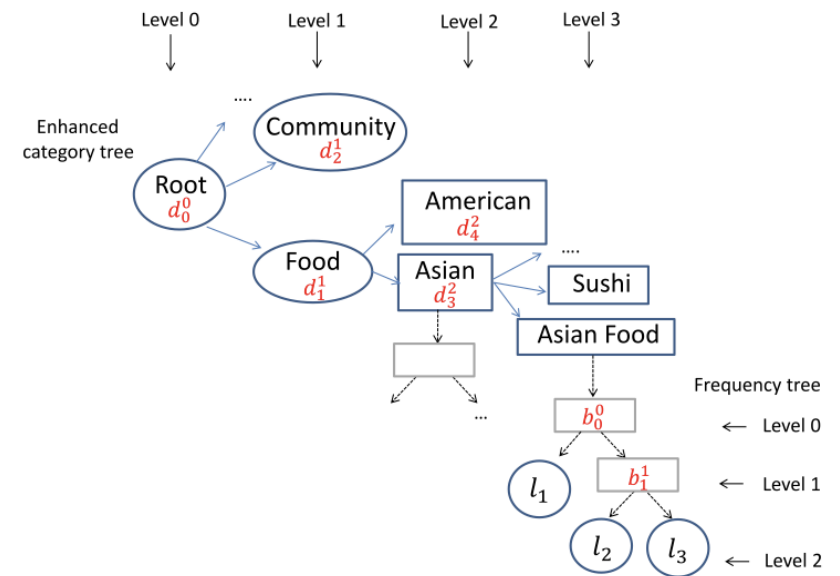 Level 0
Level 1
Level 2
Level 3
....
Enhanced
category tree
Community
d_2^1
Root
d_0^0
American
d_4^2
....
Food
d_1^1
Asian
d_3^2
Sushi
Asian Food
Frequency tree
...
b_0^0
Level 0
l_1
b_1^1
Level 1
l_2
l_3
Level 2